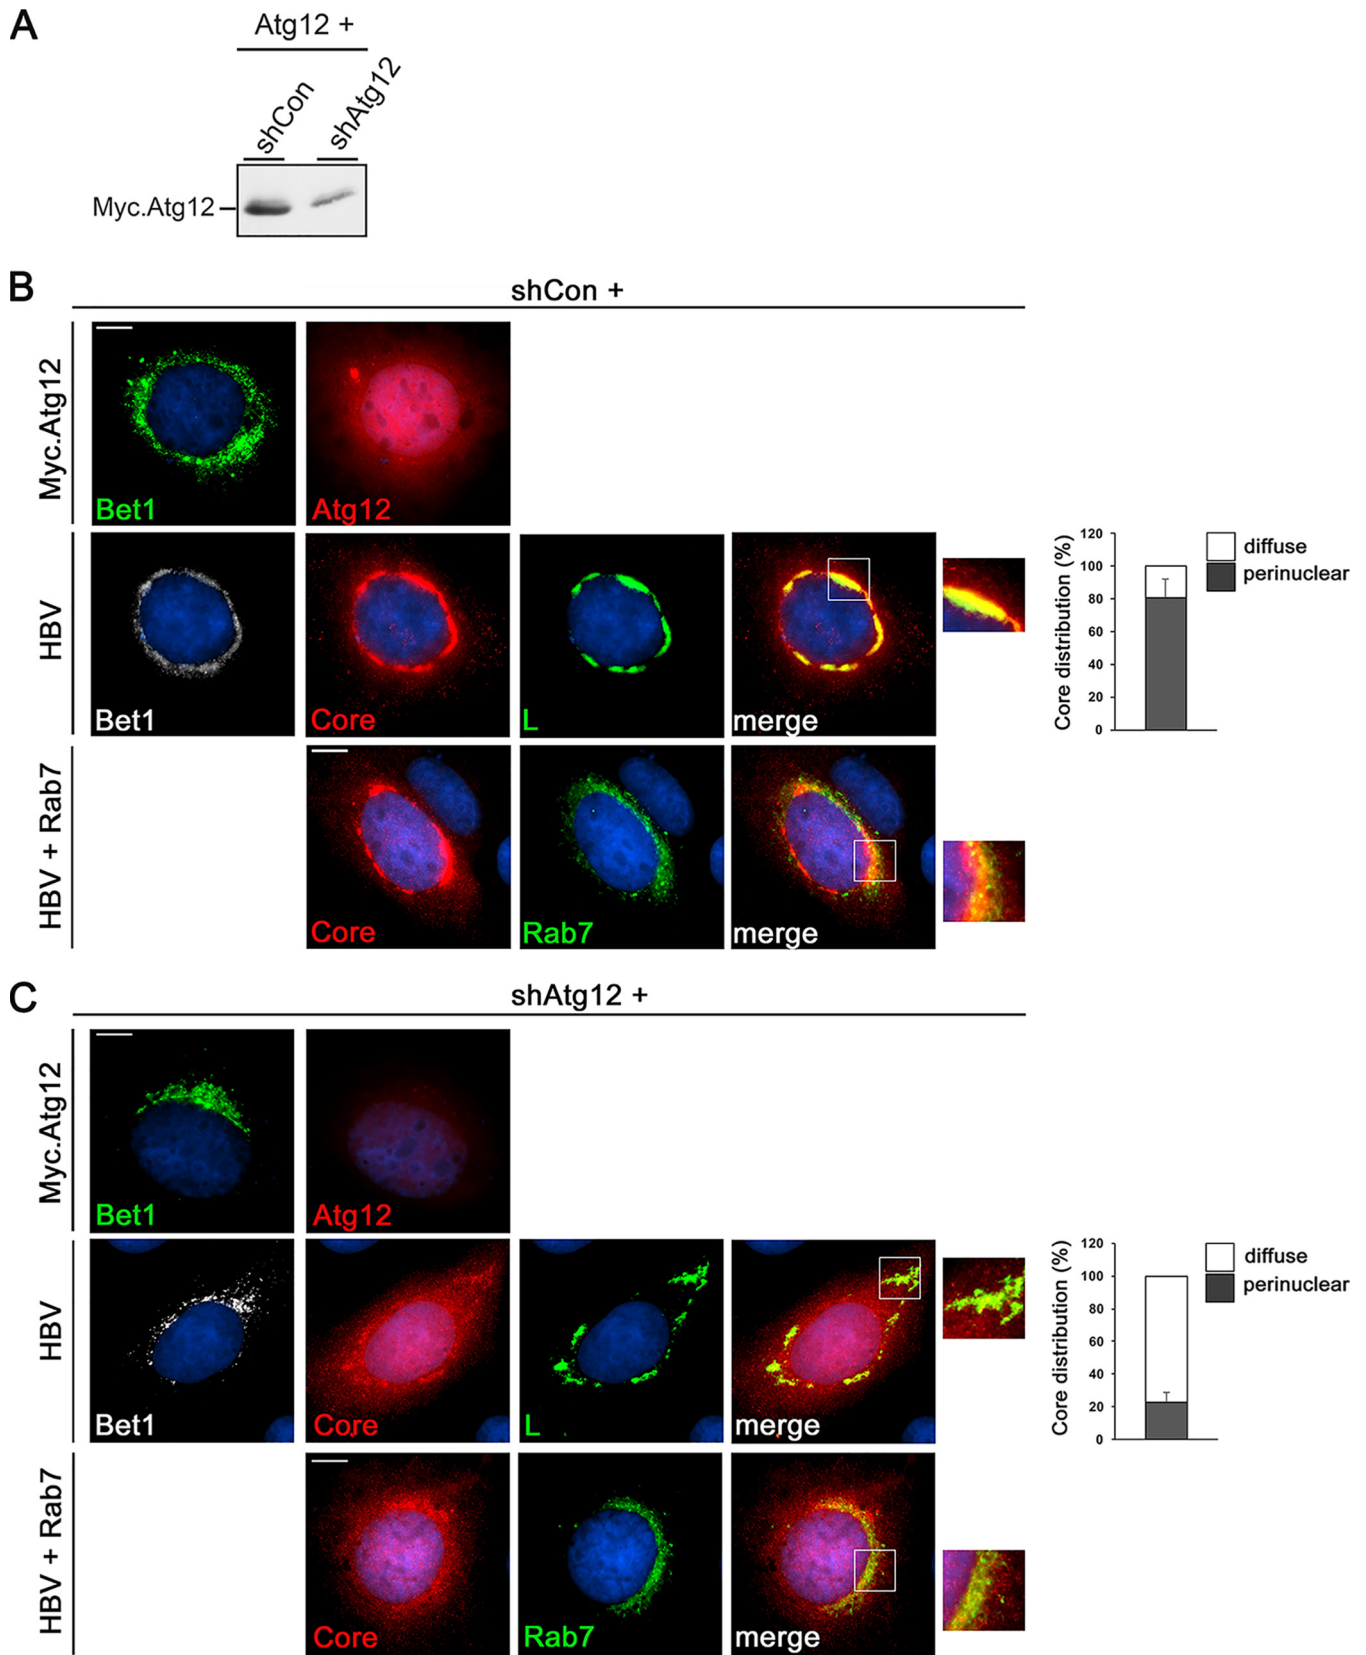 A
Atg12 +
shCon
shAtg12
Myc.Atg12
B
shCon +
Myc.Atg12
Bet1
Atg12
HBV
Bet1
Core
L
merge
Core distribution (%)
120
100
80
60
40
20
0
diffuse
perinuclear
HBV + Rab7
Core
Rab7
merge
C
shAtg12 +
Myc.Atg12
Bet1
Atg12
HBV
Bet1
Core
L
merge
Core distribution (%)
120
100
80
60
40
20
0
diffuse
perinuclear
HBV + Rab7
Core
Rab7
merge